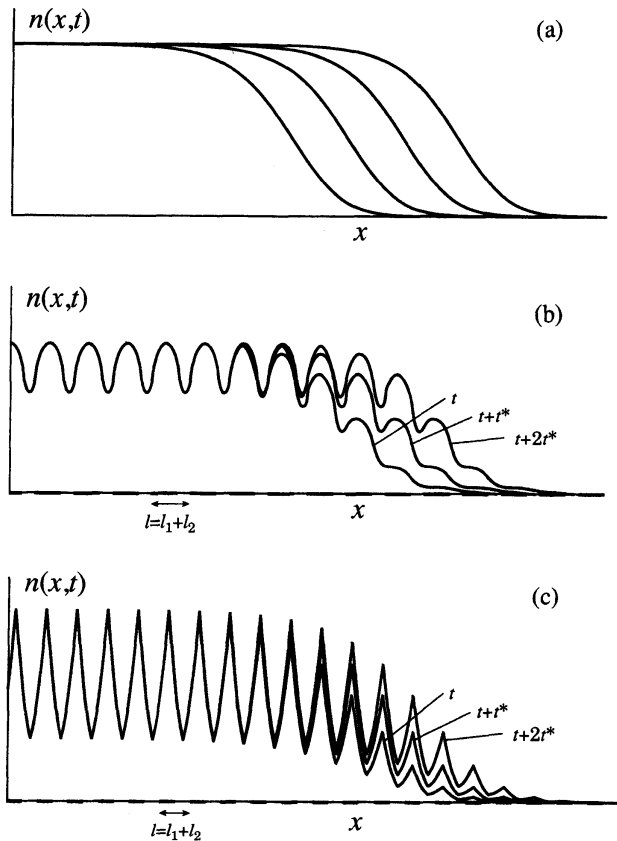 n(x,t)
(a)
x
n(x,t)
(b)
t
t+t*
t+2t*
x
l=l₁+l₂
n(x,t)
(c)
t
t+t*
t+2t*
x
l=l₁+l₂